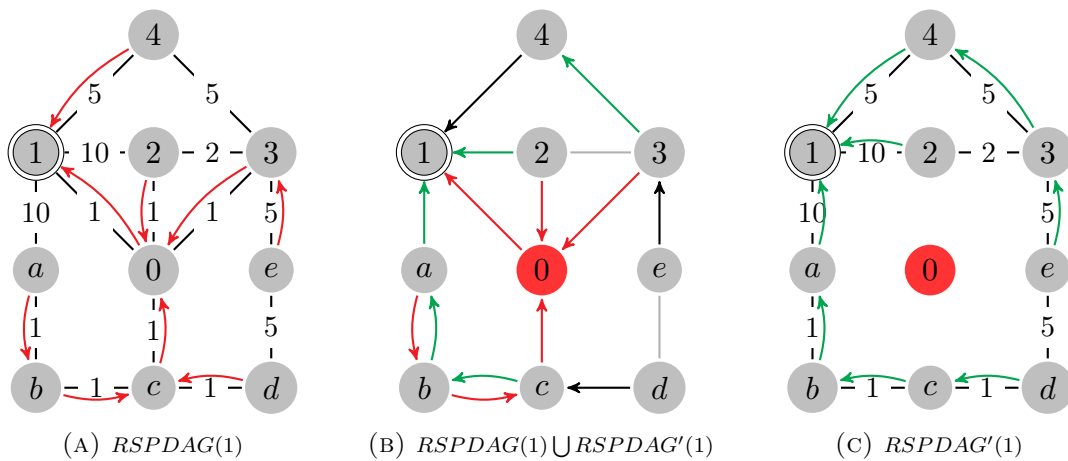 4 4 4
5 5 5 5
1 10 2 2 3 1 2 3 1 10 2 2 3
10 1 1 1 5 10 5
a 0 e a 0 e a 0 e
1 1 5 1 5
b 1 c 1 d b c d b 1 c 1 d
(A) RSPDAG(1) (B) RSPDAG(1) ⋃ RSPDAG′(1) (C) RSPDAG′(1)